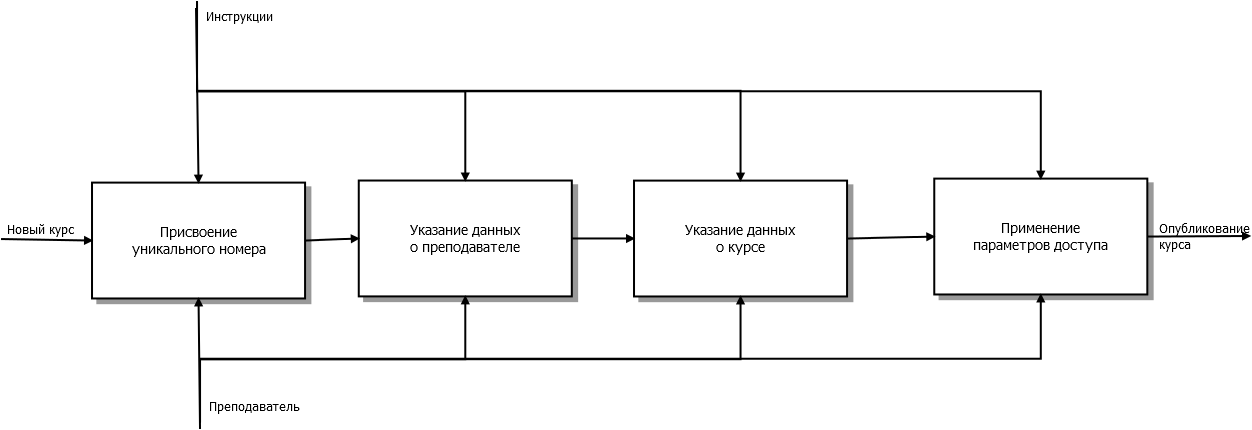 Инструкции
Новый курс
Присвоение
уникального номера
Указание данных
о преподавателе
Указание данных
о курсе
Применение
параметров доступа
Опубликование
курса
Преподаватель